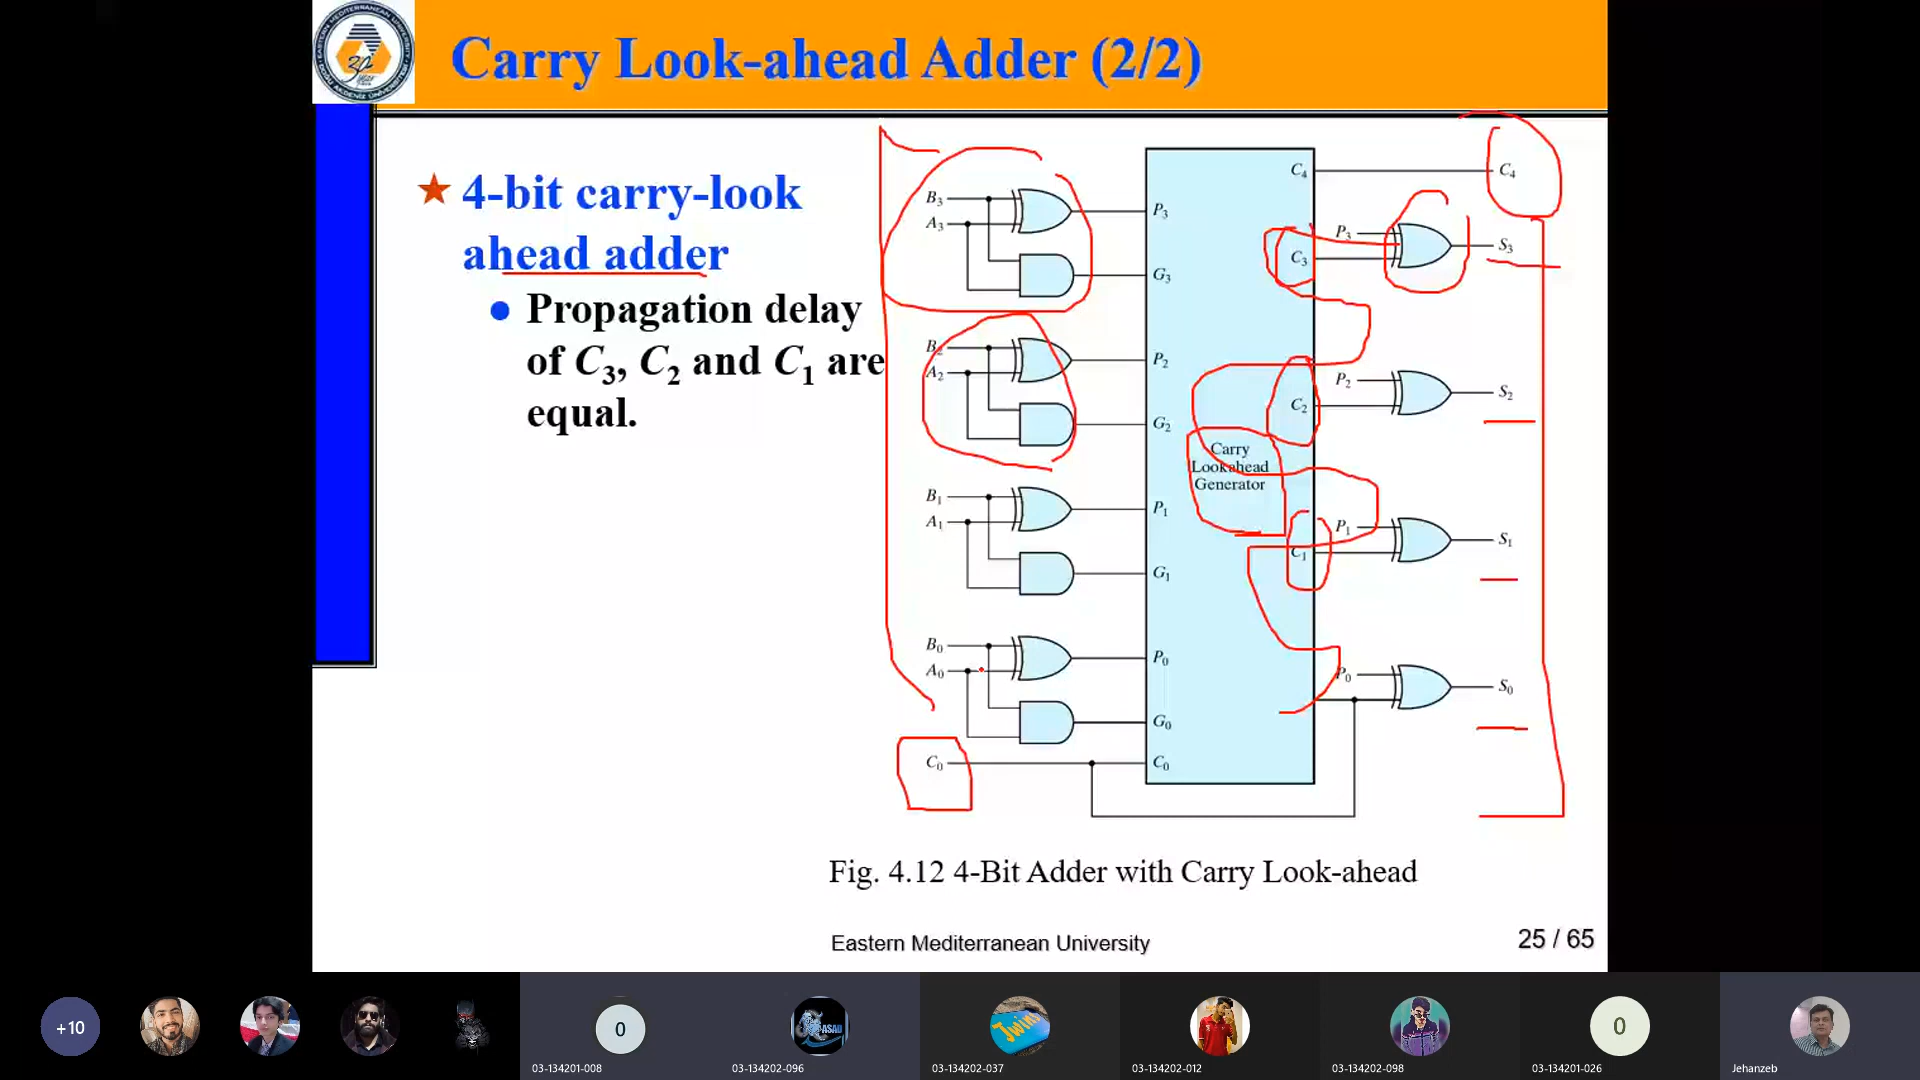 Carry Look-ahead Adder (2/2)
★ 4-bit carry-look
ahead adder
● Propagation delay
of C₃, C₂ and C₁ are
equal.
C₄
C₄
B₃
A₃
P₃
G₃
P₃
C₃
S₃
B₂
A₂
P₂
G₂
P₂
C₂
S₂
Carry
Lookahead
Generator
B₁
A₁
P₁
G₁
P₁
C₁
S₁
B₀
A₀
P₀
G₀
P₀
S₀
C₀
C₀
Fig. 4.12 4-Bit Adder with Carry Look-ahead
Eastern Mediterranean University
25 / 65
+10
0
03-134201-008
ASAD
03-134202-096
Twins
03-134202-037
03-134202-012
03-134202-098
0
03-134201-026
Jehanzeb